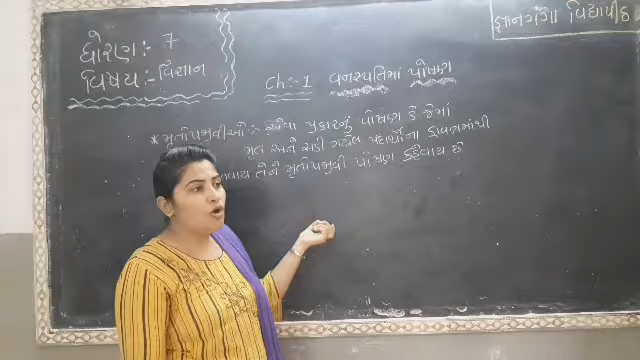 જ્ઞાનગંગા વિદ્યાપીઠ
ધોરણ:- 7
વિષય:- વિજ્ઞાન
Ch:- 1 વનસ્પતિમાં પોષણ
* મૃતોપજીવીઓ:- એવા પ્રકારનું પોષણ કે જેમાં
મૃત અને સડી ગયેલ પદાર્થોના દ્રાવણમાંથી
તેને મૃતોપજીવી પોષણ કહેવાય છે